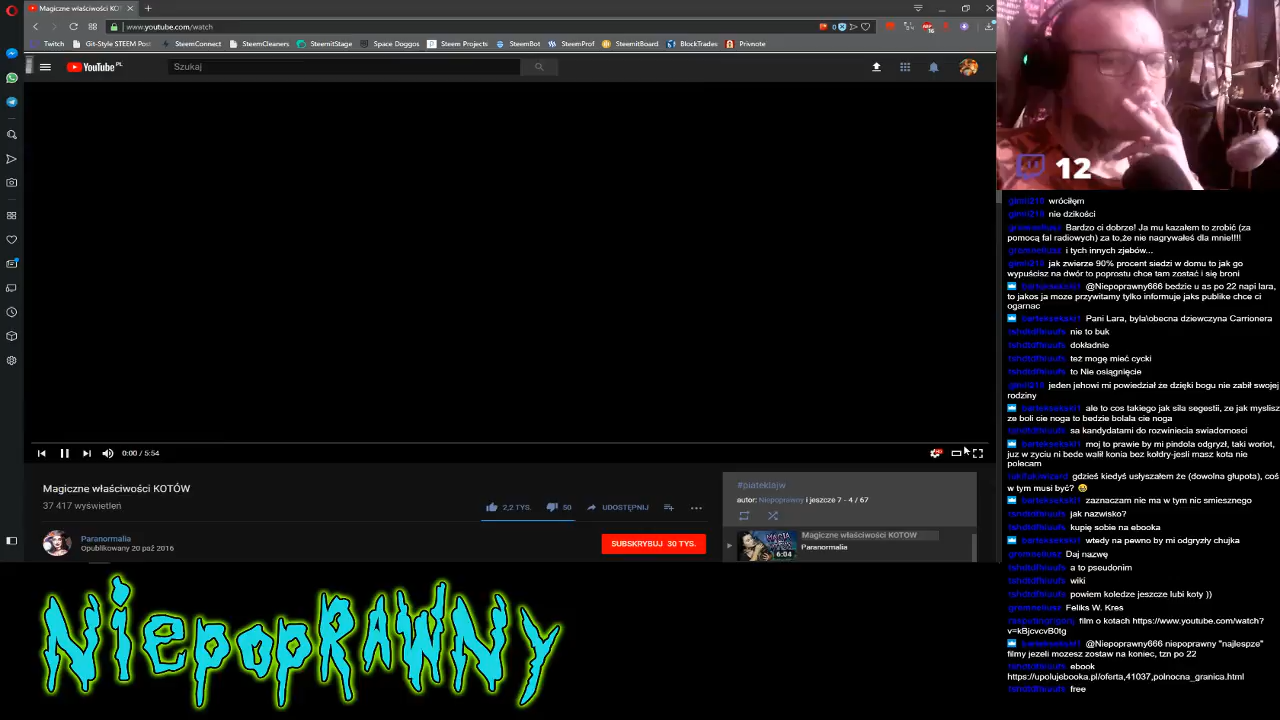 Magiczne właściwości KOT
www.youtube.com/watch
Twitch
Git-Style STEEM Pos
SteemConnect
SteemCleaners
SteemitStage
Space Doggos
Steem Projects
SteemBot
SteemProf
SteemitBoard
BlockTrades
Privnote
YouTube PL
Szukaj
0:00 / 5:54
Magiczne właściwości KOTÓW
37 417 wyświetleń
2,2 TYS.
50
UDOSTĘPNIJ
Paranormalia
Opublikowany 20 paź 2016
SUBSKRYBUJ 30 TYS.
#piateklajw
autor: Niepoprawny i jeszcze 7 - 4 / 67
Magiczne właściwości KOTÓW
Paranormalia
6:04
NiepopRAWNy
12
wróciłęm
nie dzikości
Bardzo ci dobrze! Ja mu kazałem to zrobić (za
pomocą fal radiowych) za to,że nie nagrywałeś dla mnie!!!!
i tych innych zjebów...
jak zwierze 90% procent siedzi w domu to jak go
wypuścisz na dwór to poprostu chce tam zostać i się broni
@Niepoprawny666 bedzie u as po 22 napi lara,
to jakos ja moze przywitamy tylko informuje jaks publike chce ci
ogarnac
Pani Lara, byla\obecna dziewczyna Carrionera
nie to buk
dokładnie
też mogę mieć cycki
to Nie osiągnięcie
jeden jehowi mi powiedział że dzięki bogu nie zabił swojej
rodziny
ale to cos takiego jak sila segestii, ze jak myslisz
ze boli cie noga to bedzie bolala cie noga
sa kandydatami do rozwiniecia swiadomosci
moj to prawie by mi pindola odgryzł, taki woriot,
juz w zyciu ni bede walil konia bez kołdry-jesli masz kota nie
polecam
gdzieś kiedyś usłyszałem że (dowolna głupota), coś
w tym musi być?
zaznaczam nie ma w tym nic smiesznego
jak nazwisko?
kupię sobie na ebooka
wtedy na pewno by mi odgryzły chujka
Daj nazwę
a to pseudonim
wiki
powiem koledze jeszcze lubi koty ))
Feliks W. Kres
film o kotach https://www.youtube.com/watch?
v=kBjcvcvB0tg
@Niepoprawny666 niepoprawny "najlespze"
filmy jezeli mozesz zostaw na koniec, tzn po 22
ebook
https://upolujebooka.pl/oferta,41037,polnocna_granica.html
free